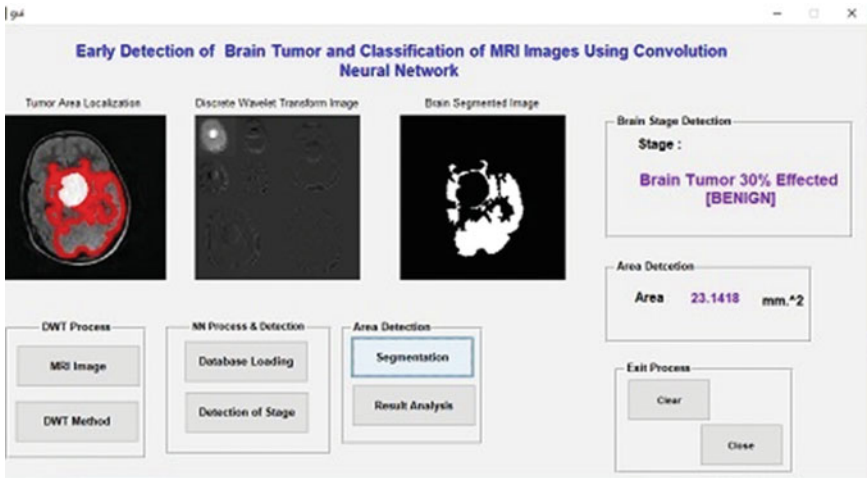 gui
Early Detection of Brain Tumor and Classification of MRI Images Using Convolution
Neural Network
Tumor Area Localization
Discrete Wavelet Transform Image
Brain Segmented Image
Brain Stage Detection
Stage :
Brain Tumor 30% Effected
[BENIGN]
Area Detcetion
Area 23.1418 mm.^2
DWT Process
MRI Image
DWT Method
NN Process & Detection
Database Loading
Detection of Stage
Area Detection
Segmentation
Result Analysis
Exit Process
Clear
Close